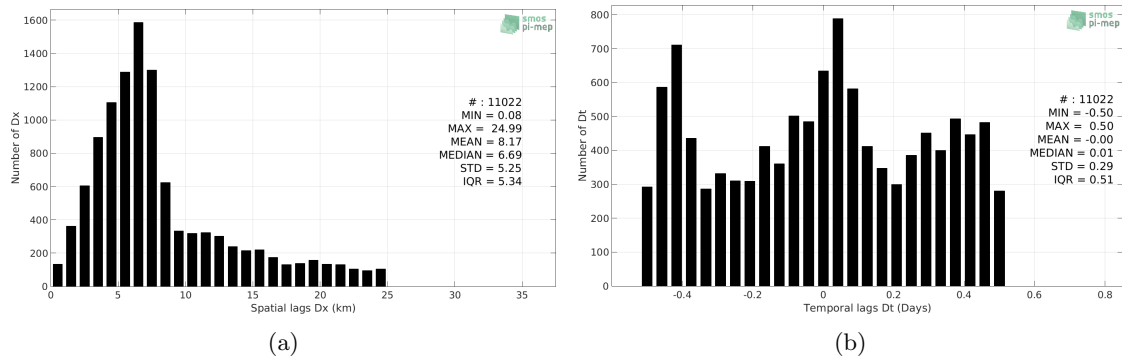 smos
pi-mep
1600
1400
1200
1000
800
600
400
200
0
Number of Dx
# : 11022
MIN = 0.08
MAX = 24.99
MEAN = 8.17
MEDIAN = 6.69
STD = 5.25
IQR = 5.34
0 5 10 15 20 25 30 35
Spatial lags Dx (km)
(a)
smos
pi-mep
800
700
600
500
400
300
200
100
0
Number of Dt
# : 11022
MIN = -0.50
MAX = 0.50
MEAN = -0.00
MEDIAN = 0.01
STD = 0.29
IQR = 0.51
-0.4 -0.2 0 0.2 0.4 0.6 0.8
Temporal lags Dt (Days)
(b)